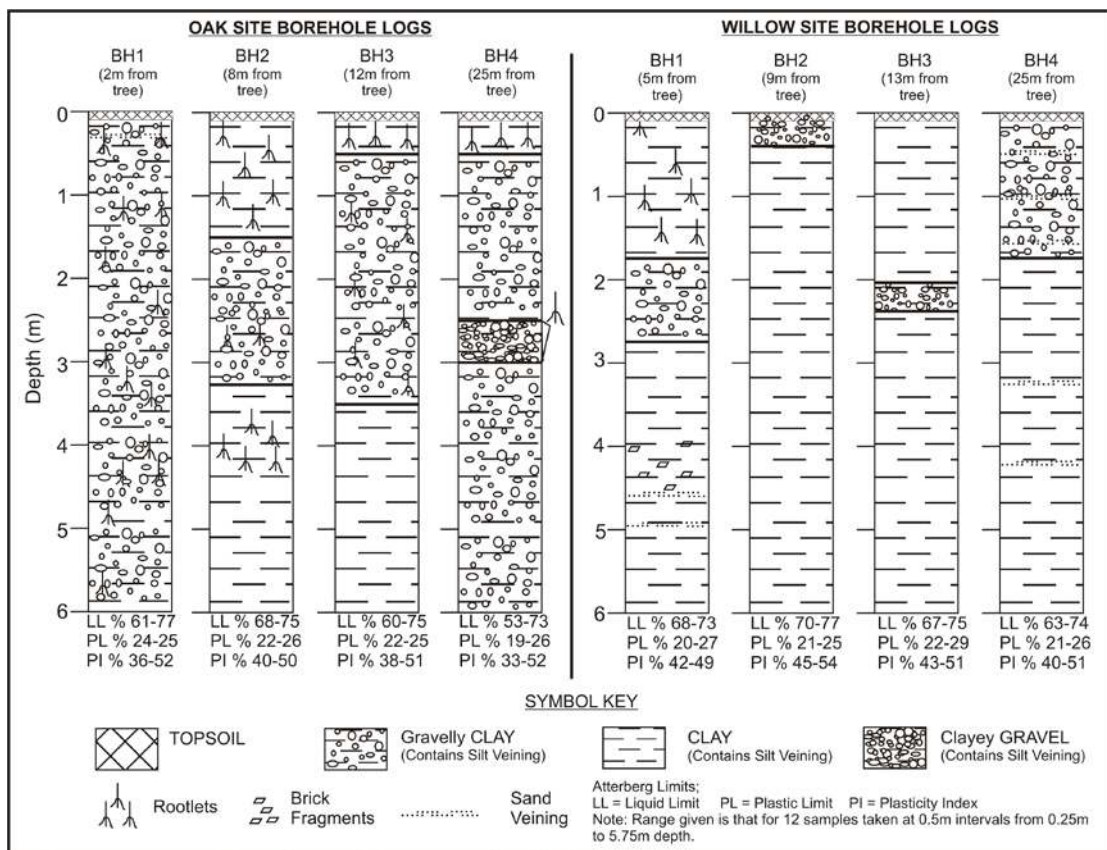 OAK SITE BOREHOLE LOGS
BH1
(2m from
tree)
BH2
(8m from
tree)
BH3
(12m from
tree)
BH4
(25m from
tree)
WILLOW SITE BOREHOLE LOGS
BH1
(5m from
tree)
BH2
(9m from
tree)
BH3
(13m from
tree)
BH4
(25m from
tree)
Depth (m)
0
1
2
3
4
5
6
0
1
2
3
4
5
6
LL % 61-77
PL % 24-25
PI % 36-52
LL % 68-75
PL % 22-26
PI % 40-50
LL % 60-75
PL % 22-25
PI % 38-51
LL % 53-73
PL % 19-26
PI % 33-52
LL % 68-73
PL % 20-27
PI % 42-49
LL % 70-77
PL % 21-25
PI % 45-54
LL % 67-75
PL % 22-29
PI % 43-51
LL % 63-74
PL % 21-26
PI % 40-51
SYMBOL KEY
TOPSOIL
Gravelly CLAY
(Contains Silt Veining)
CLAY
(Contains Silt Veining)
Clayey GRAVEL
(Contains Silt Veining)
Rootlets
Brick
Fragments
Sand
Veining
Atterberg Limits;
LL = Liquid Limit PL = Plastic Limit PI = Plasticity Index
Note: Range given is that for 12 samples taken at 0.5m intervals from 0.25m
to 5.75m depth.